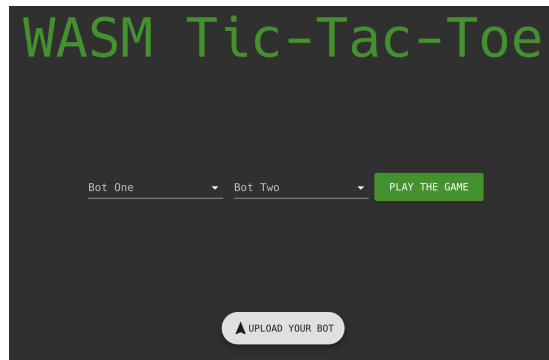 WASM Tic-Tac-Toe
Bot One Bot Two PLAY THE GAME
UPLOAD YOUR BOT